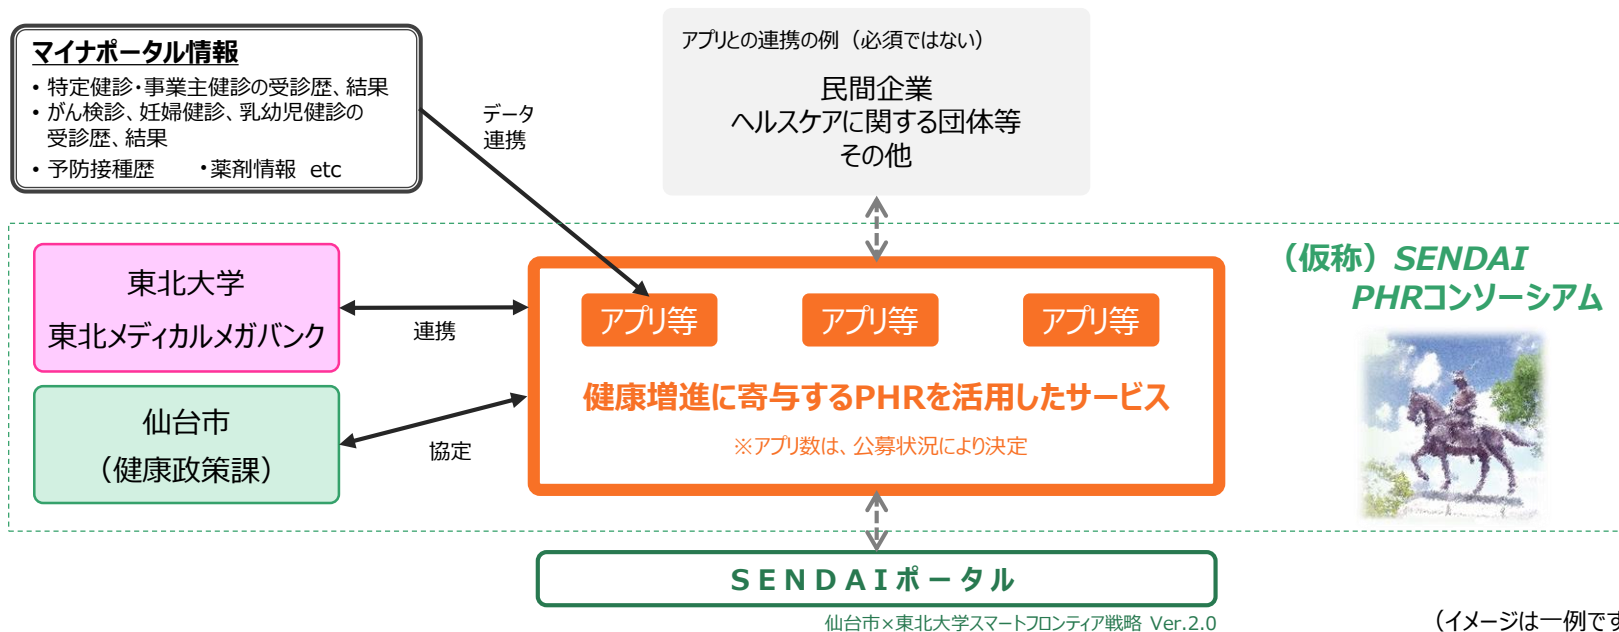 マイナポータル情報
• 特定健診・事業主健診の受診歴、結果
• がん検診、妊婦健診、乳幼児健診の
受診歴、結果
• 予防接種歴 ・薬剤情報 etc
データ
連携
アプリとの連携の例（必須ではない）
民間企業
ヘルスケアに関する団体等
その他
東北大学
東北メディカルメガバンク
連携
仙台市
（健康政策課）
協定
アプリ等 アプリ等 アプリ等
健康増進に寄与するPHRを活用したサービス
※アプリ数は、公募状況により決定
（仮称）SENDAI
PHRコンソーシアム
SENDAIポータル
仙台市×東北大学スマートフロンティア戦略 Ver.2.0
（イメージは一例です